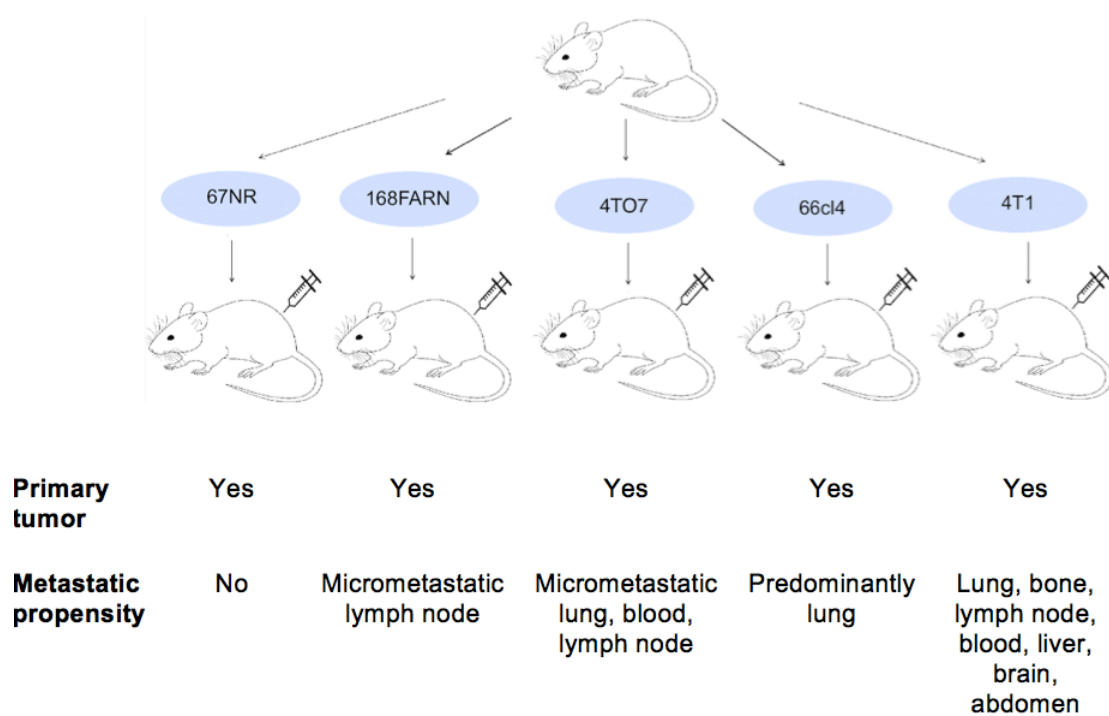 67NR
168FARN
4TO7
66cl4
4T1
Primary tumor
Yes
Yes
Yes
Yes
Yes
Metastatic propensity
No
Micrometastatic
lymph node
Micrometastatic
lung, blood,
lymph node
Predominantly
lung
Lung, bone,
lymph node,
blood, liver,
brain,
abdomen